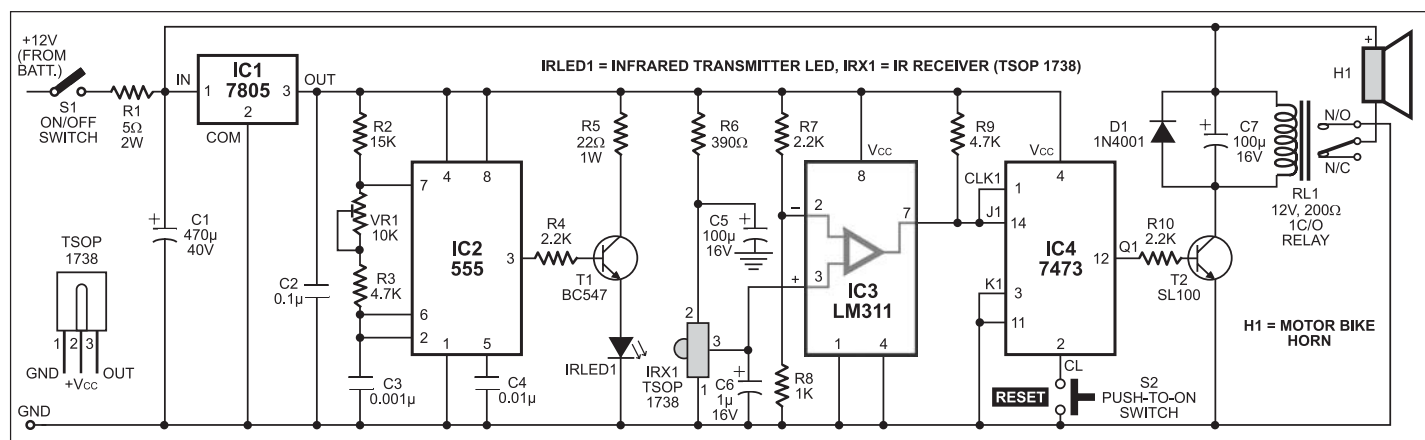 +12V
(FROM
BATT.)
S1
ON/OFF
SWITCH
R1
5Ω
2W
IN
1
IC1
7805
3
OUT
2
COM
IRLED1 = INFRARED TRANSMITTER LED, IRX1 = IR RECEIVER (TSOP 1738)
+
H1
C1
470µ
40V
+
C2
0.1µ
R2
15K
VR1
10K
R3
4.7K
C3
0.001µ
7
6
2
4
8
IC2
555
3
1
5
C4
0.01µ
R4
2.2K
R5
22Ω
1W
T1
BC547
IRLED1
R6
390Ω
C5
100µ
16V
+
2
3
1
IRX1
TSOP
1738
+
C6
1µ
16V
R7
2.2K
R8
1K
VCC
8
–
2
+
3
7
IC3
LM311
1
4
R9
4.7K
CLK1
J1
K1
VCC
4
1
14
3
11
IC4
7473
12
2
CL
Q1
R10
2.2K
T2
SL100
RESET
S2
PUSH-TO-ON
SWITCH
D1
1N4001
+
C7
100µ
16V
N/O
N/C
RL1
12V, 200Ω
1C/O
RELAY
H1 = MOTOR BIKE
HORN
TSOP
1738
1 2 3
GND
+VCC
OUT
GND